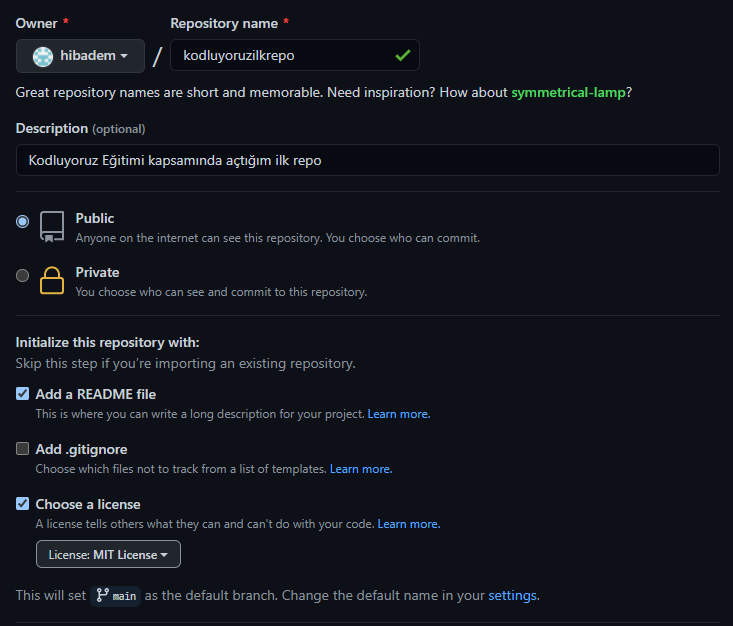 Owner * Repository name *
hibadem / kodluyoruzilkrepo
Great repository names are short and memorable. Need inspiration? How about symmetrical-lamp?
Description (optional)
Kodluyoruz Eğitimi kapsamında açtığım ilk repo
Public
Anyone on the internet can see this repository. You choose who can commit.
Private
You choose who can see and commit to this repository.
Initialize this repository with:
Skip this step if you're importing an existing repository.
Add a README file
This is where you can write a long description for your project. Learn more.
Add .gitignore
Choose which files not to track from a list of templates. Learn more.
Choose a license
A license tells others what they can and can't do with your code. Learn more.
License: MIT License
This will set main as the default branch. Change the default name in your settings.